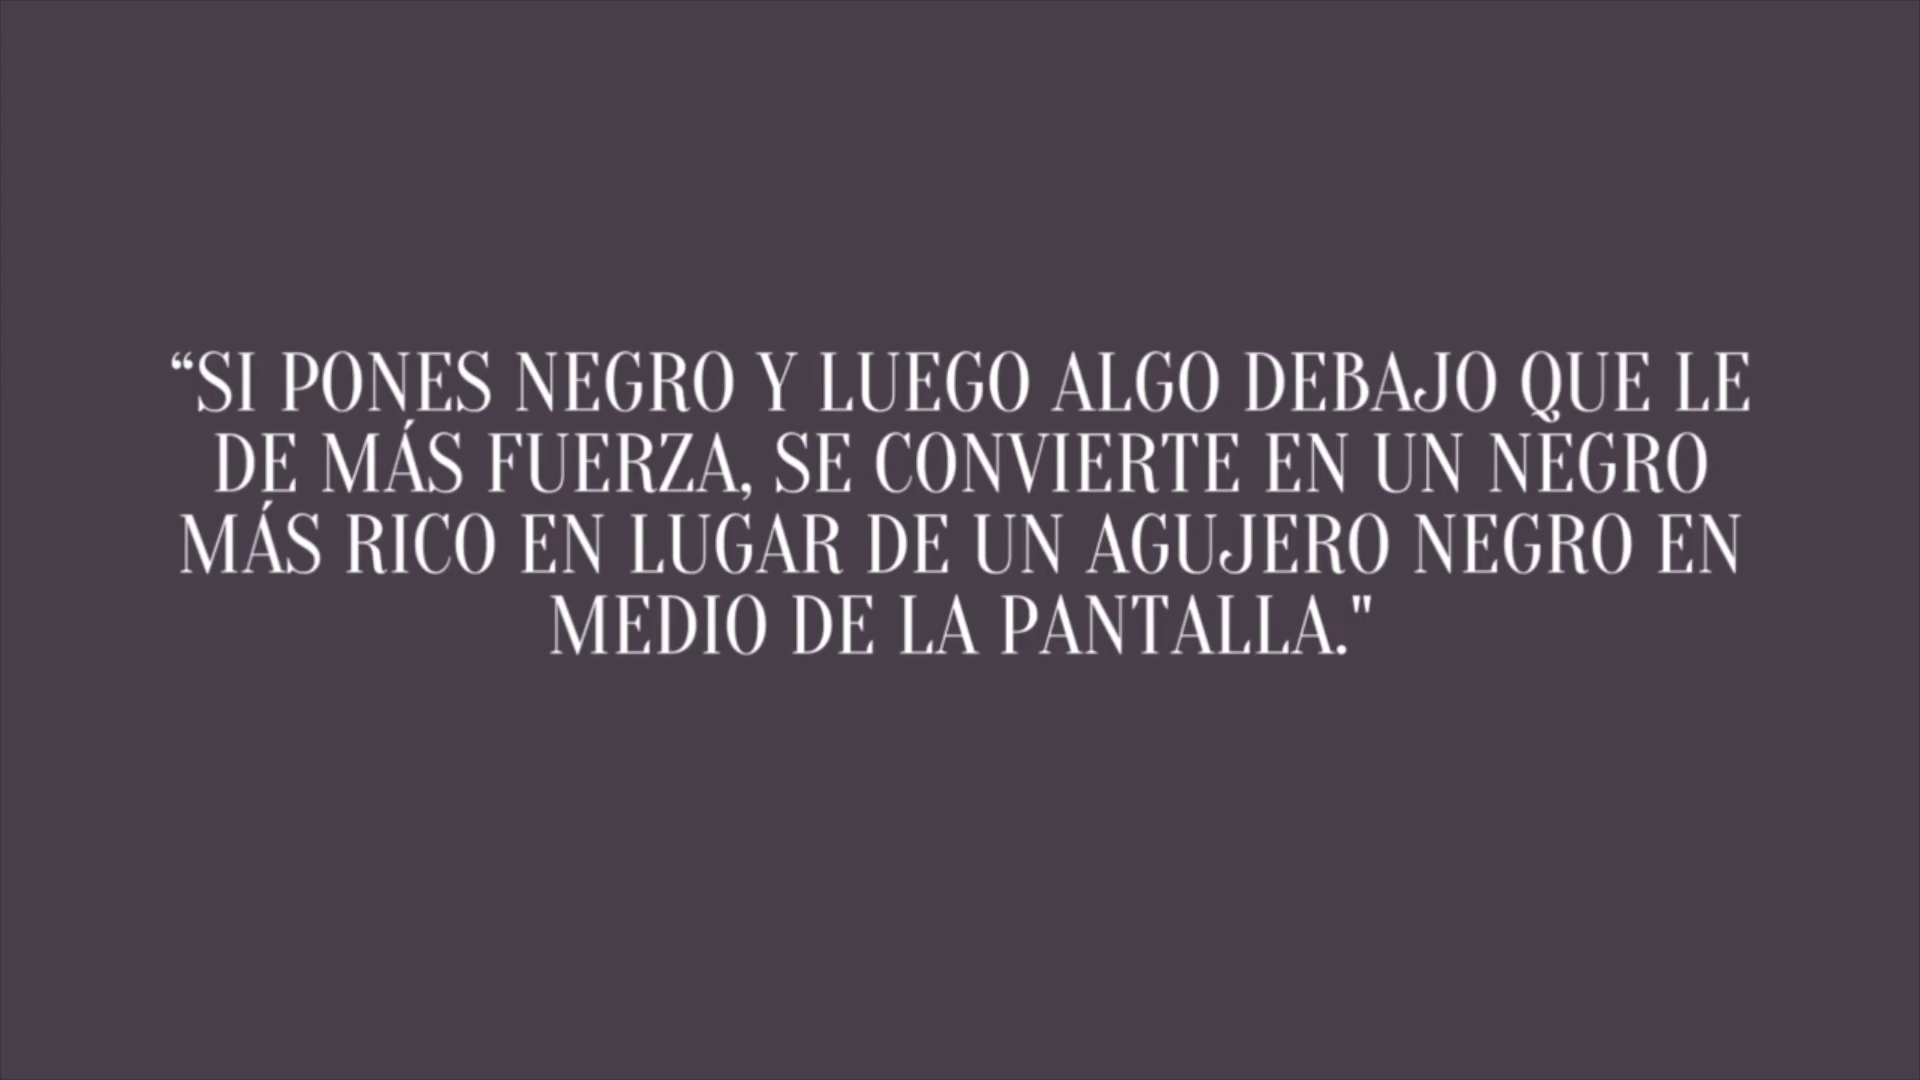 “SI PONES NEGRO Y LUEGO ALGO DEBAJO QUE LE
DE MÁS FUERZA, SE CONVIERTE EN UN NEGRO
MÁS RICO EN LUGAR DE UN AGUJERO NEGRO EN
MEDIO DE LA PANTALLA."